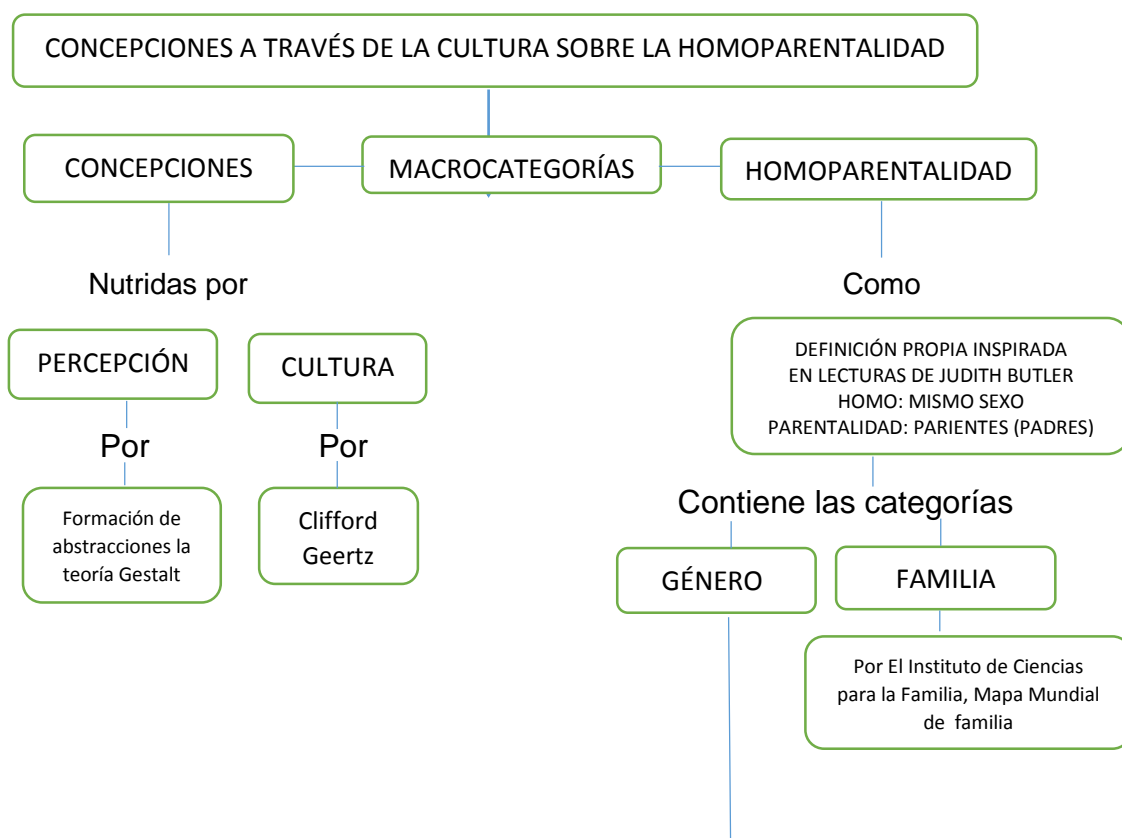 CONCEPCIONES A TRAVÉS DE LA CULTURA SOBRE LA HOMOPARENTALIDAD
CONCEPCIONES
MACROCATEGORÍAS
HOMOPARENTALIDAD
Nutridas por
Como
PERCEPCIÓN
CULTURA
DEFINICIÓN PROPIA INSPIRADA
EN LECTURAS DE JUDITH BUTLER
HOMO: MISMO SEXO
PARENTALIDAD: PARIENTES (PADRES)
Por
Por
Formación de
abstracciones la
teoría Gestalt
Clifford
Geertz
Contiene las categorías
GÉNERO
FAMILIA
Por El Instituto de Ciencias
para la Familia, Mapa Mundial
de familia